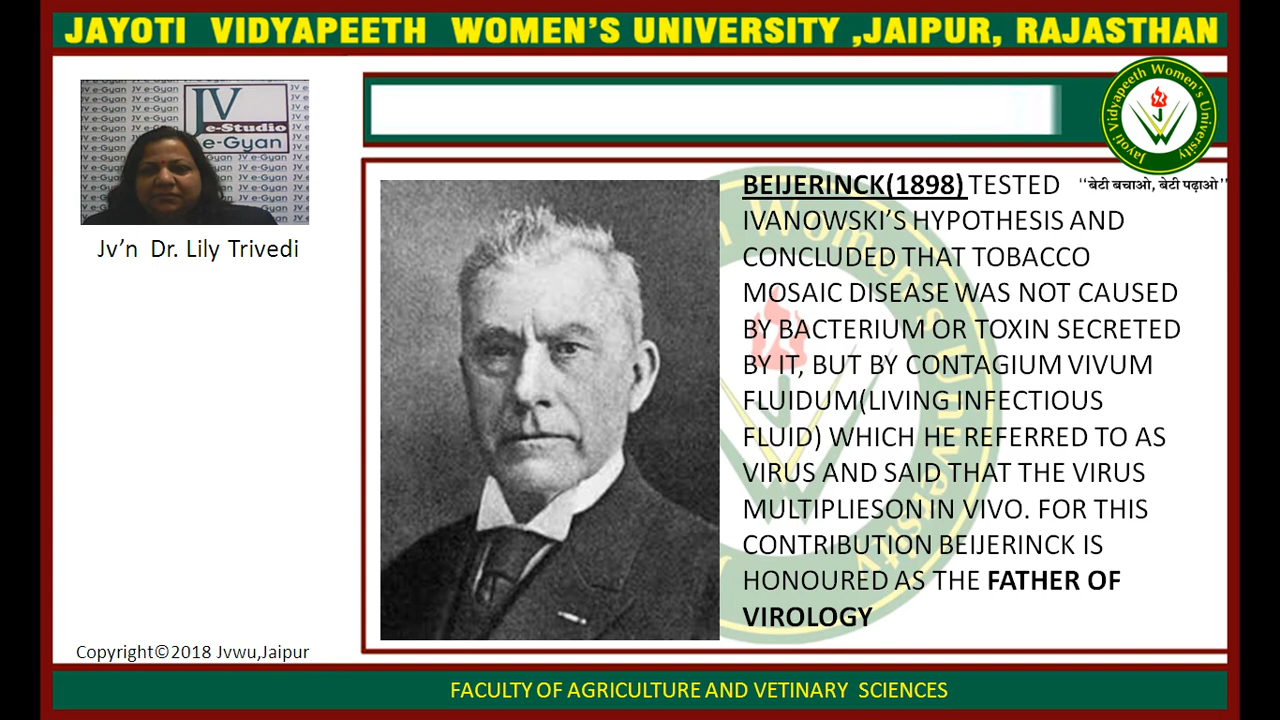 JAYOTI VIDYAPEETH WOMEN'S UNIVERSITY ,JAIPUR, RAJASTHAN
JV
e-Studio
e-Gyan
Jv'n Dr. Lily Trivedi
Jayoti Vidyapeeth Women's University
"बेटी बचाओ, बेटी पढ़ाओ"
BEIJERINCK(1898) TESTED
IVANOWSKI'S HYPOTHESIS AND
CONCLUDED THAT TOBACCO
MOSAIC DISEASE WAS NOT CAUSED
BY BACTERIUM OR TOXIN SECRETED
BY IT, BUT BY CONTAGIUM VIVUM
FLUIDUM(LIVING INFECTIOUS
FLUID) WHICH HE REFERRED TO AS
VIRUS AND SAID THAT THE VIRUS
MULTIPLIESON IN VIVO. FOR THIS
CONTRIBUTION BEIJERINCK IS
HONOURED AS THE FATHER OF
VIROLOGY
Copyright©2018 Jvwu,Jaipur
FACULTY OF AGRICULTURE AND VETINARY SCIENCES